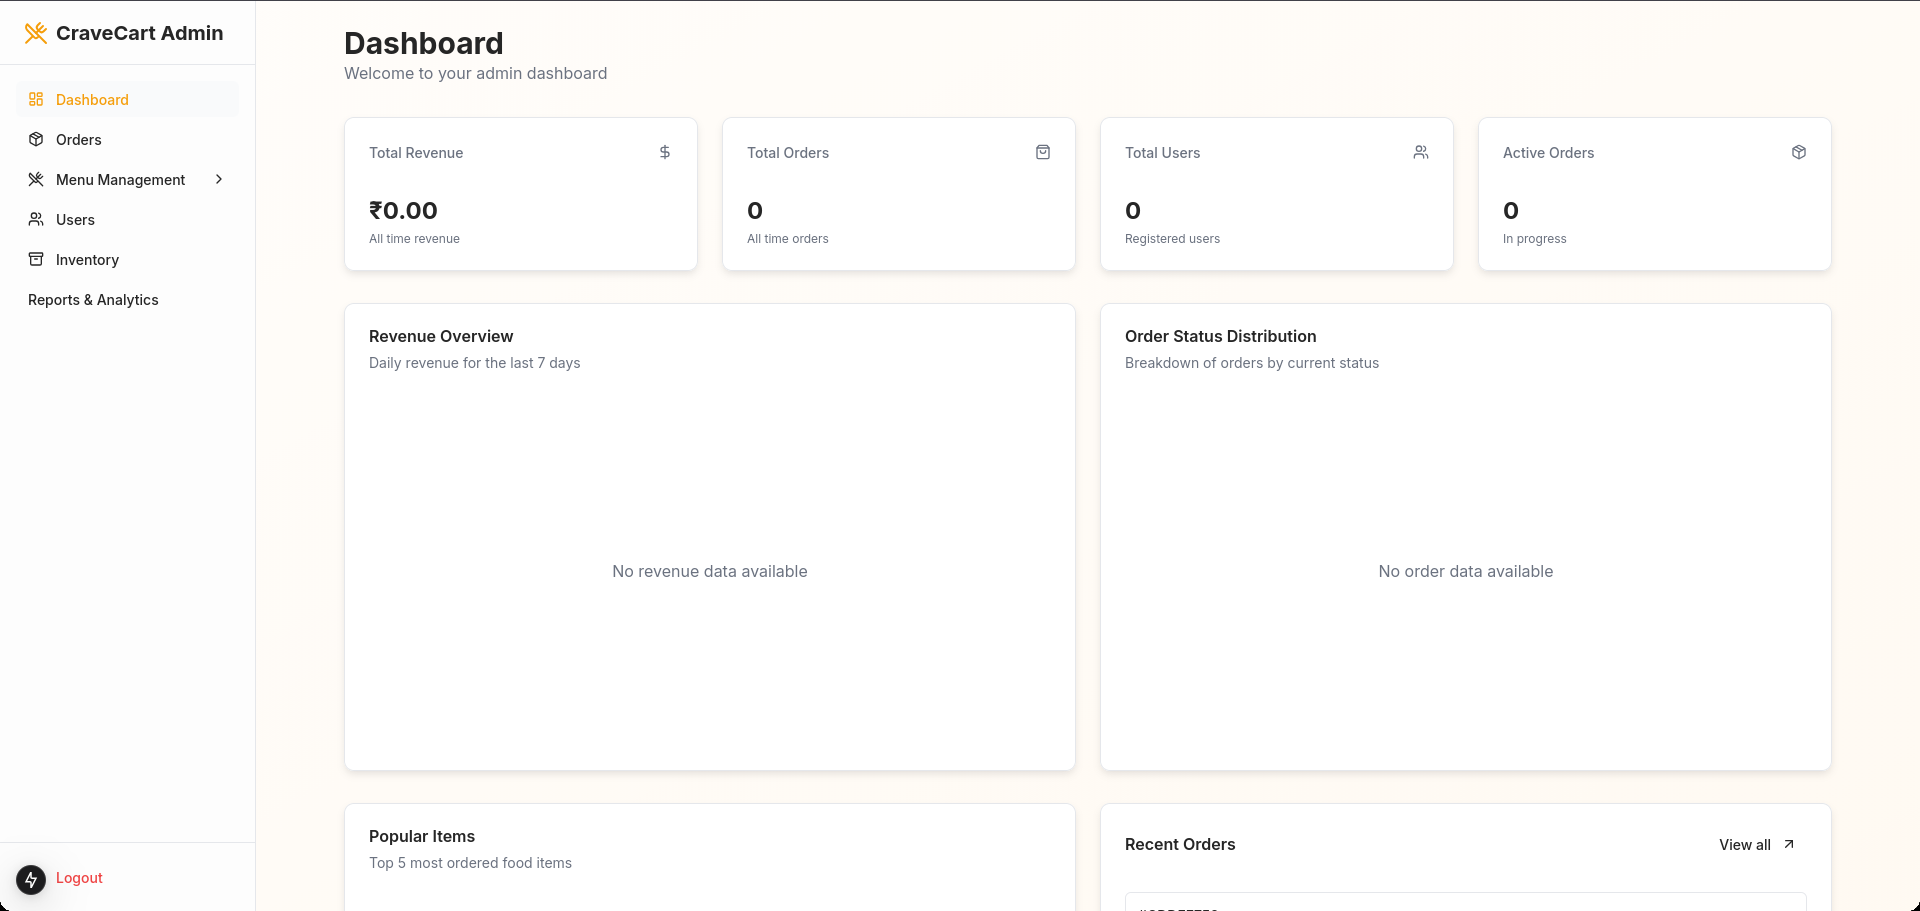 CraveCart Admin
Dashboard
Orders
Menu Management
Users
Inventory
Reports & Analytics
Logout
Dashboard
Welcome to your admin dashboard
Total Revenue
₹0.00
All time revenue
Total Orders
0
All time orders
Total Users
0
Registered users
Active Orders
0
In progress
Revenue Overview
Daily revenue for the last 7 days
No revenue data available
Order Status Distribution
Breakdown of orders by current status
No order data available
Popular Items
Top 5 most ordered food items
Recent Orders
View all